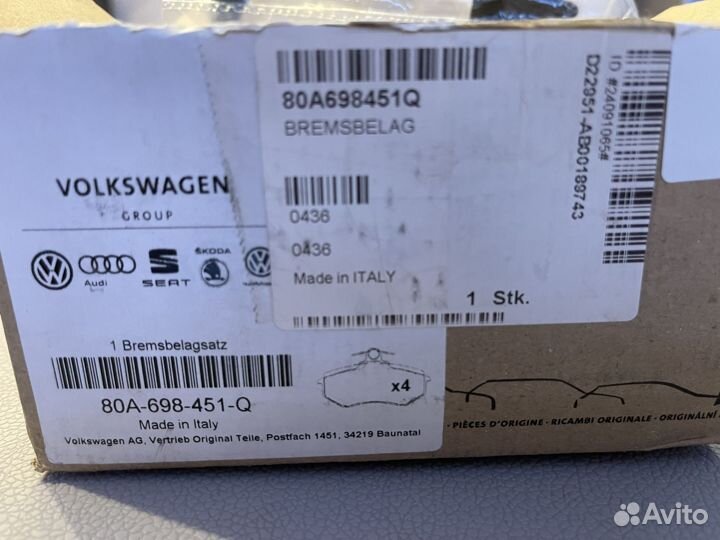 80A698451Q
BREMSBELAG
0436
0436
Made in ITALY
1 Stk.
ID #24091065#
D22951-AB00189743
VOLKSWAGEN
GROUP
Audi
SEAT
ŠKODA
1 Bremsbelagsatz
x4
80A-698-451-Q
Made in Italy
Volkswagen AG, Vertrieb Original Teile, Postfach 1451, 34219 Baunatal
· PIÈCES D'ORIGINE · RICAMBI ORIGINALE · ORIGINÁLNÍ
Avito